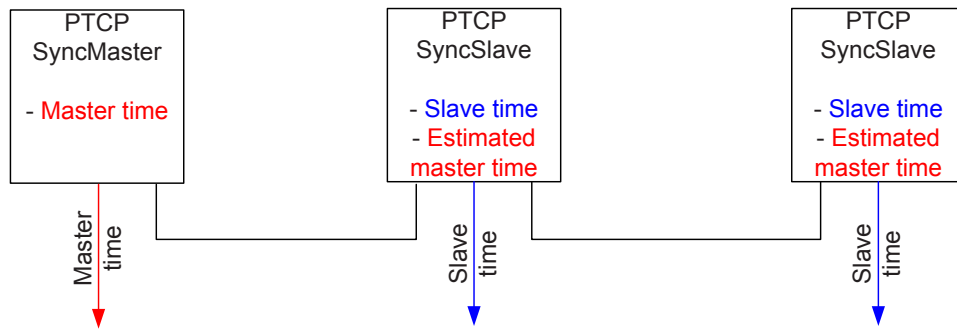 PTCP
SyncMaster
- Master time
PTCP
SyncSlave
- Slave time
- Estimated
master time
PTCP
SyncSlave
- Slave time
- Estimated
master time
Master
time
Slave
time
Slave
time